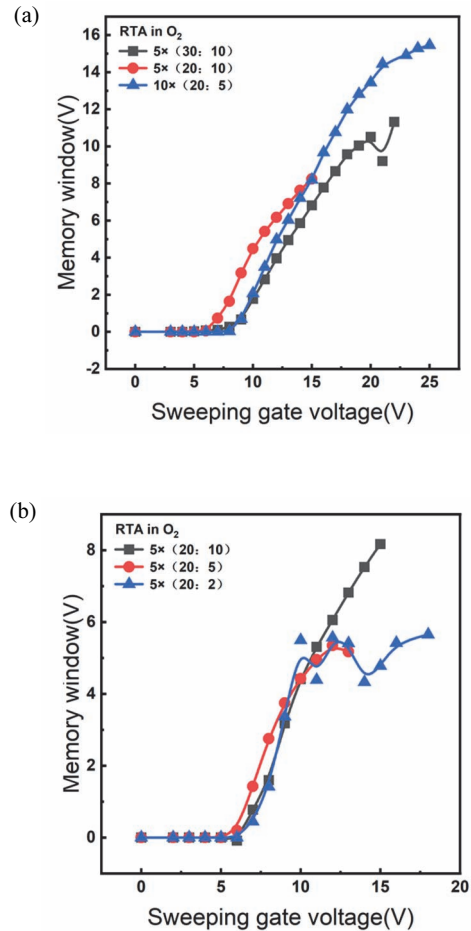 (a)
RTA in O₂
5×（30：10）
5×（20：10）
10×（20：5）
Memory window(V)
16
14
12
10
8
6
4
2
0
-2
0 5 10 15 20 25
Sweeping gate voltage(V)
(b)
RTA in O₂
5×（20：10）
5×（20：5）
5×（20：2）
Memory window(V)
8
6
4
2
0
0 5 10 15 20
Sweeping gate voltage(V)